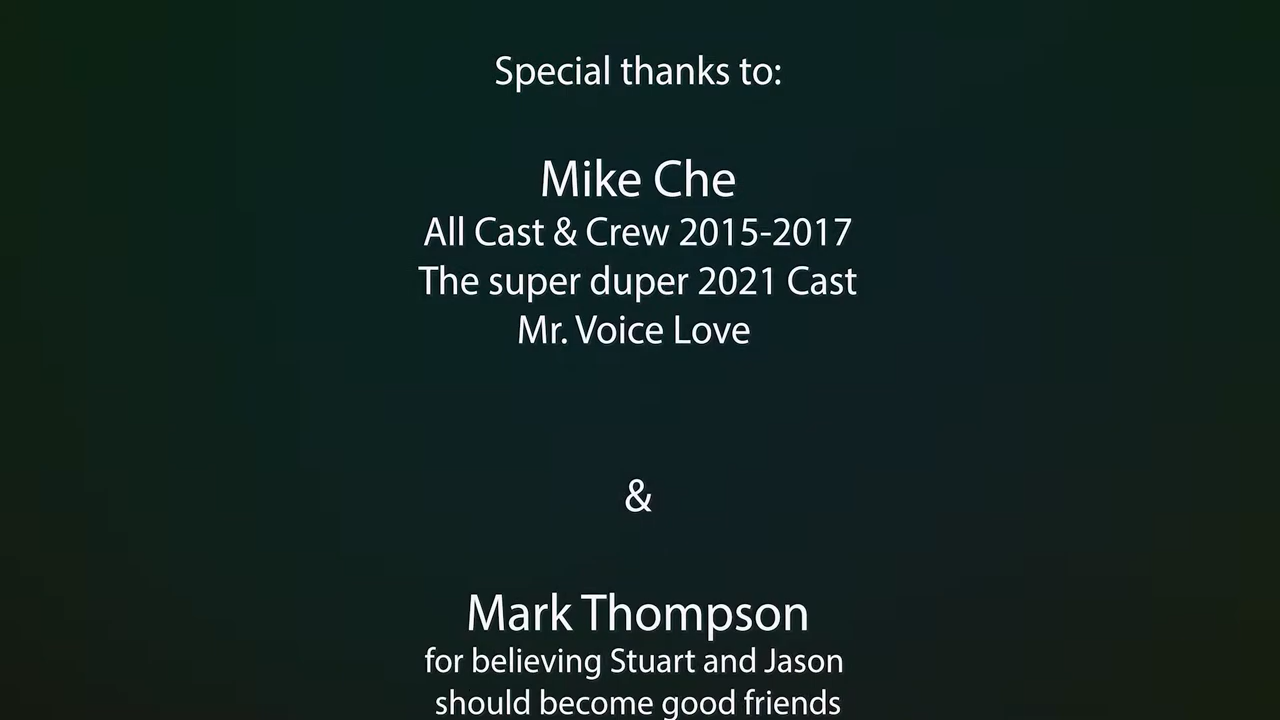 Special thanks to:
Mike Che
All Cast & Crew 2015-2017
The super duper 2021 Cast
Mr. Voice Love
&
Mark Thompson
for believing Stuart and Jason
should become good friends